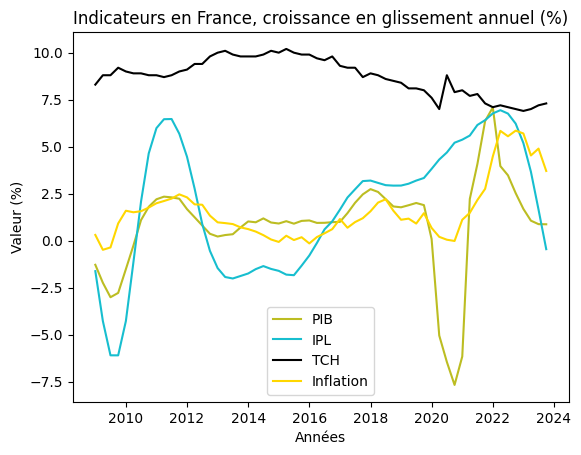 Indicateurs en France, croissance en glissement annuel (%)
Valeur (%)
10.0
7.5
5.0
2.5
0.0
−2.5
−5.0
−7.5
PIB
IPL
TCH
Inflation
2010 2012 2014 2016 2018 2020 2022 2024
Années